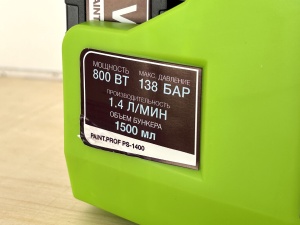 МОЩНОСТЬ МАКС. ДАВЛЕНИЕ
800 ВТ 138 БАР
ПРОИЗВОДИТЕЛЬНОСТЬ
1.4 Л/МИН
ОБЪЕМ БУНКЕРА
1500 мл
PAINT.PROF PS-1400